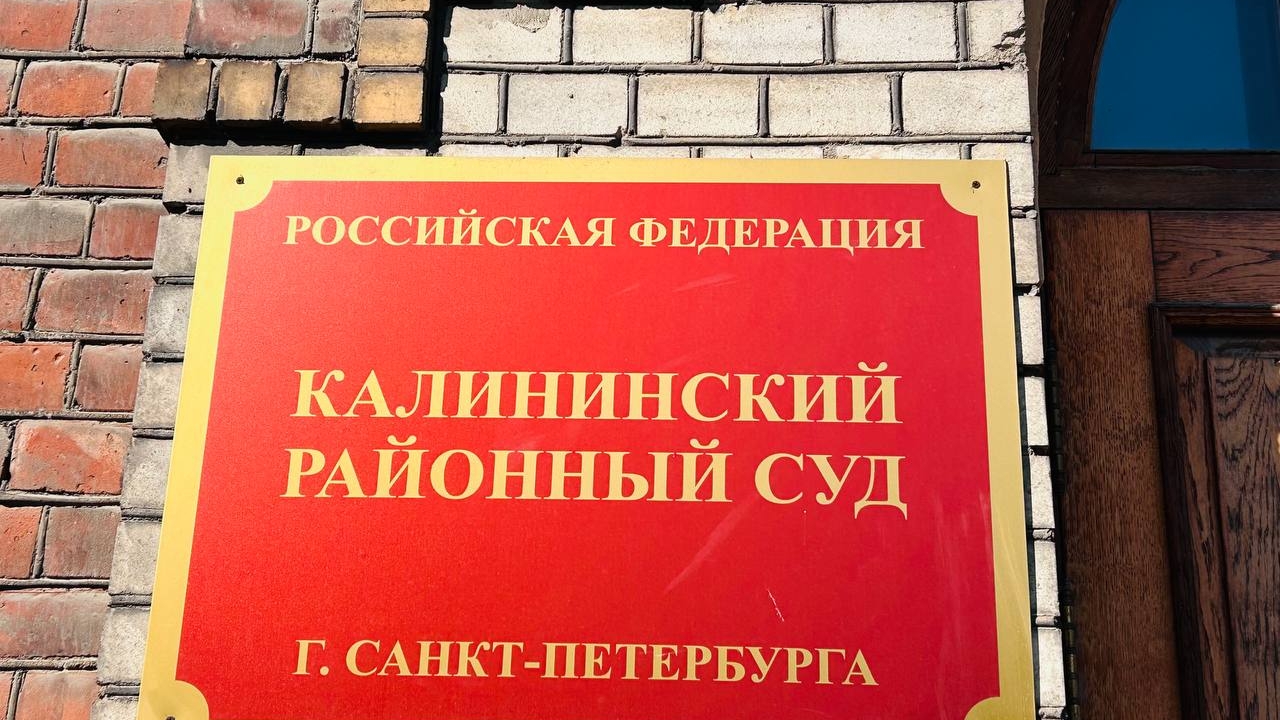 РОССИЙСКАЯ ФЕДЕРАЦИЯ
КАЛИНИНСКИЙ
РАЙОННЫЙ СУД
Г. САНКТ-ПЕТЕРБУРГА